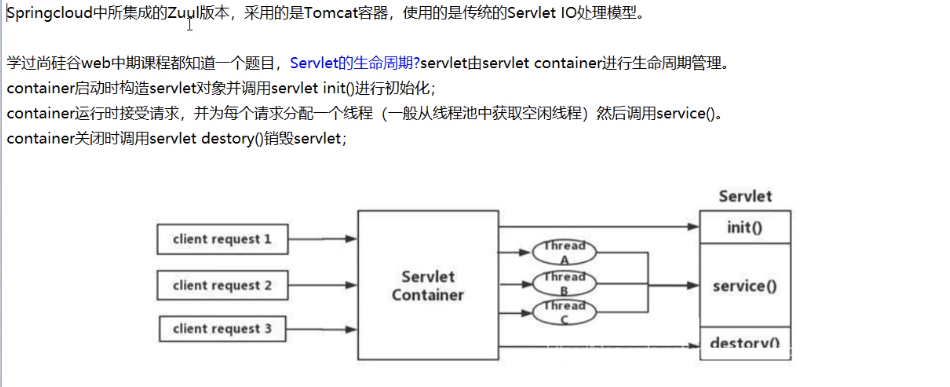 Springcloud中所集成的Zuul版本，采用的是Tomcat容器，使用的是传统的Servlet IO处理模型。
学过尚硅谷web中期课程都知道一个题目，Servlet的生命周期?servlet由servlet container进行生命周期管理。
container启动时构造servlet对象并调用servlet init()进行初始化；
container运行时接受请求，并为每个请求分配一个线程（一般从线程池中获取空闲线程）然后调用service()。
container关闭时调用servlet destory()销毁servlet；
Servlet
init()
client request 1
Thread
A
client request 2
Servlet
Container
Thread
B
service()
client request 3
Thread
C
destory()